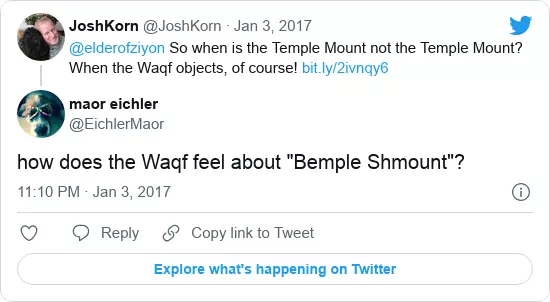 JoshKorn @JoshKorn · Jan 3, 2017
@elderofziyon So when is the Temple Mount not the Temple Mount?
When the Waqf objects, of course! bit.ly/2ivnqy6
maor eichler
@EichlerMaor
how does the Waqf feel about "Bemple Shmount"?
11:10 PM · Jan 3, 2017
Reply
Copy link to Tweet
Explore what's happening on Twitter